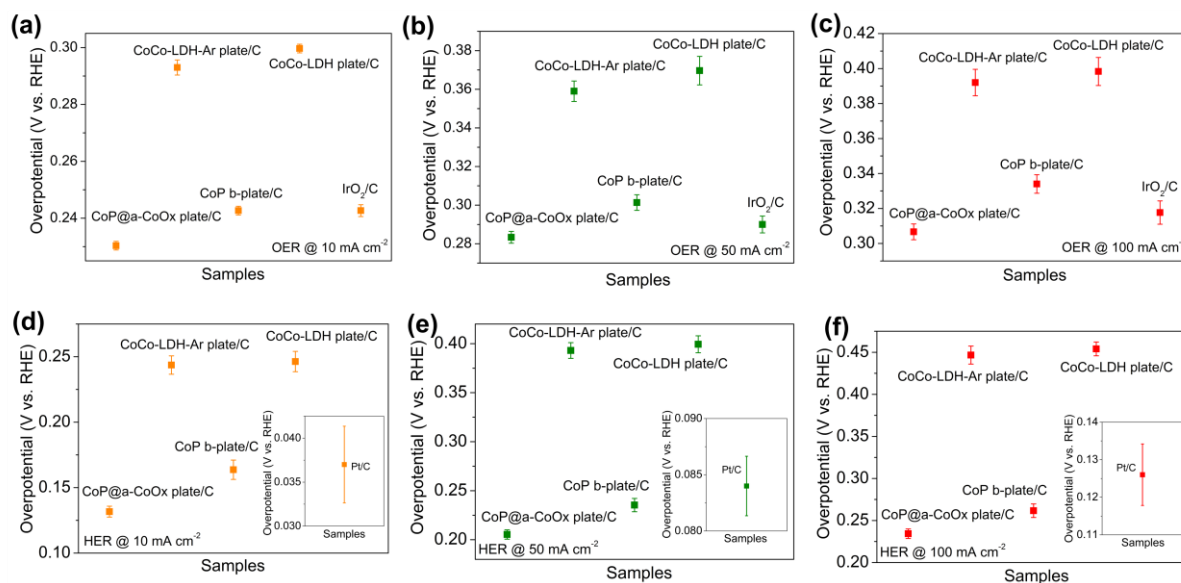 (a)
Overpotential (V vs. RHE)
0.30
0.28
0.26
0.24
CoCo-LDH-Ar plate/C
CoCo-LDH plate/C
CoP b-plate/C
IrO₂/C
CoP@a-CoOx plate/C
OER @ 10 mA cm⁻²
Samples
(b)
Overpotential (V vs. RHE)
0.38
0.36
0.34
0.32
0.30
0.28
CoCo-LDH plate/C
CoCo-LDH-Ar plate/C
CoP b-plate/C
IrO₂/C
CoP@a-CoOx plate/C
OER @ 50 mA cm⁻²
Samples
(c)
Overpotential (V vs. RHE)
0.42
0.40
0.38
0.36
0.34
0.32
0.30
CoCo-LDH plate/C
CoCo-LDH-Ar plate/C
CoP b-plate/C
IrO₂/C
CoP@a-CoOx plate/C
OER @ 100 mA cm⁻²
Samples
(d)
Overpotential (V vs. RHE)
0.25
0.20
0.15
0.10
CoCo-LDH-Ar plate/C
CoCo-LDH plate/C
CoP b-plate/C
CoP@a-CoOx plate/C
HER @ 10 mA cm⁻²
Overpotential (V vs. RHE)
0.040
0.035
0.030
Pt/C
Samples
Samples
(e)
Overpotential (V vs. RHE)
0.40
0.35
0.30
0.25
0.20
CoCo-LDH-Ar plate/C
CoCo-LDH plate/C
CoP b-plate/C
CoP@a-CoOx plate/C
HER @ 50 mA cm⁻²
Overpotential (V vs. RHE)
0.090
0.085
0.080
Pt/C
Samples
Samples
(f)
Overpotential (V vs. RHE)
0.45
0.40
0.35
0.30
0.25
0.20
CoCo-LDH-Ar plate/C
CoCo-LDH plate/C
CoP b-plate/C
CoP@a-CoOx plate/C
HER @ 100 mA cm⁻²
Overpotential (V vs. RHE)
0.14
0.13
0.12
0.11
Pt/C
Samples
Samples